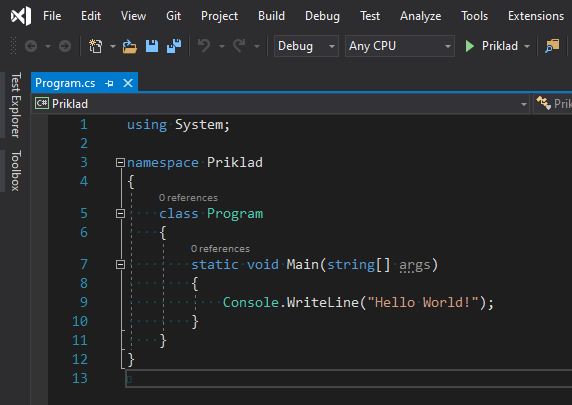 File Edit View Git Project Build Debug Test Analyze Tools Extensions
Debug Any CPU Priklad
Test Explorer
Toolbox
Program.cs
C# Priklad
1 using System;
2
3 namespace Priklad
4 {
0 references
5 class Program
6 {
0 references
7 static void Main(string[] args)
8 {
9 Console.WriteLine("Hello World!");
10 }
11 }
12 }
13